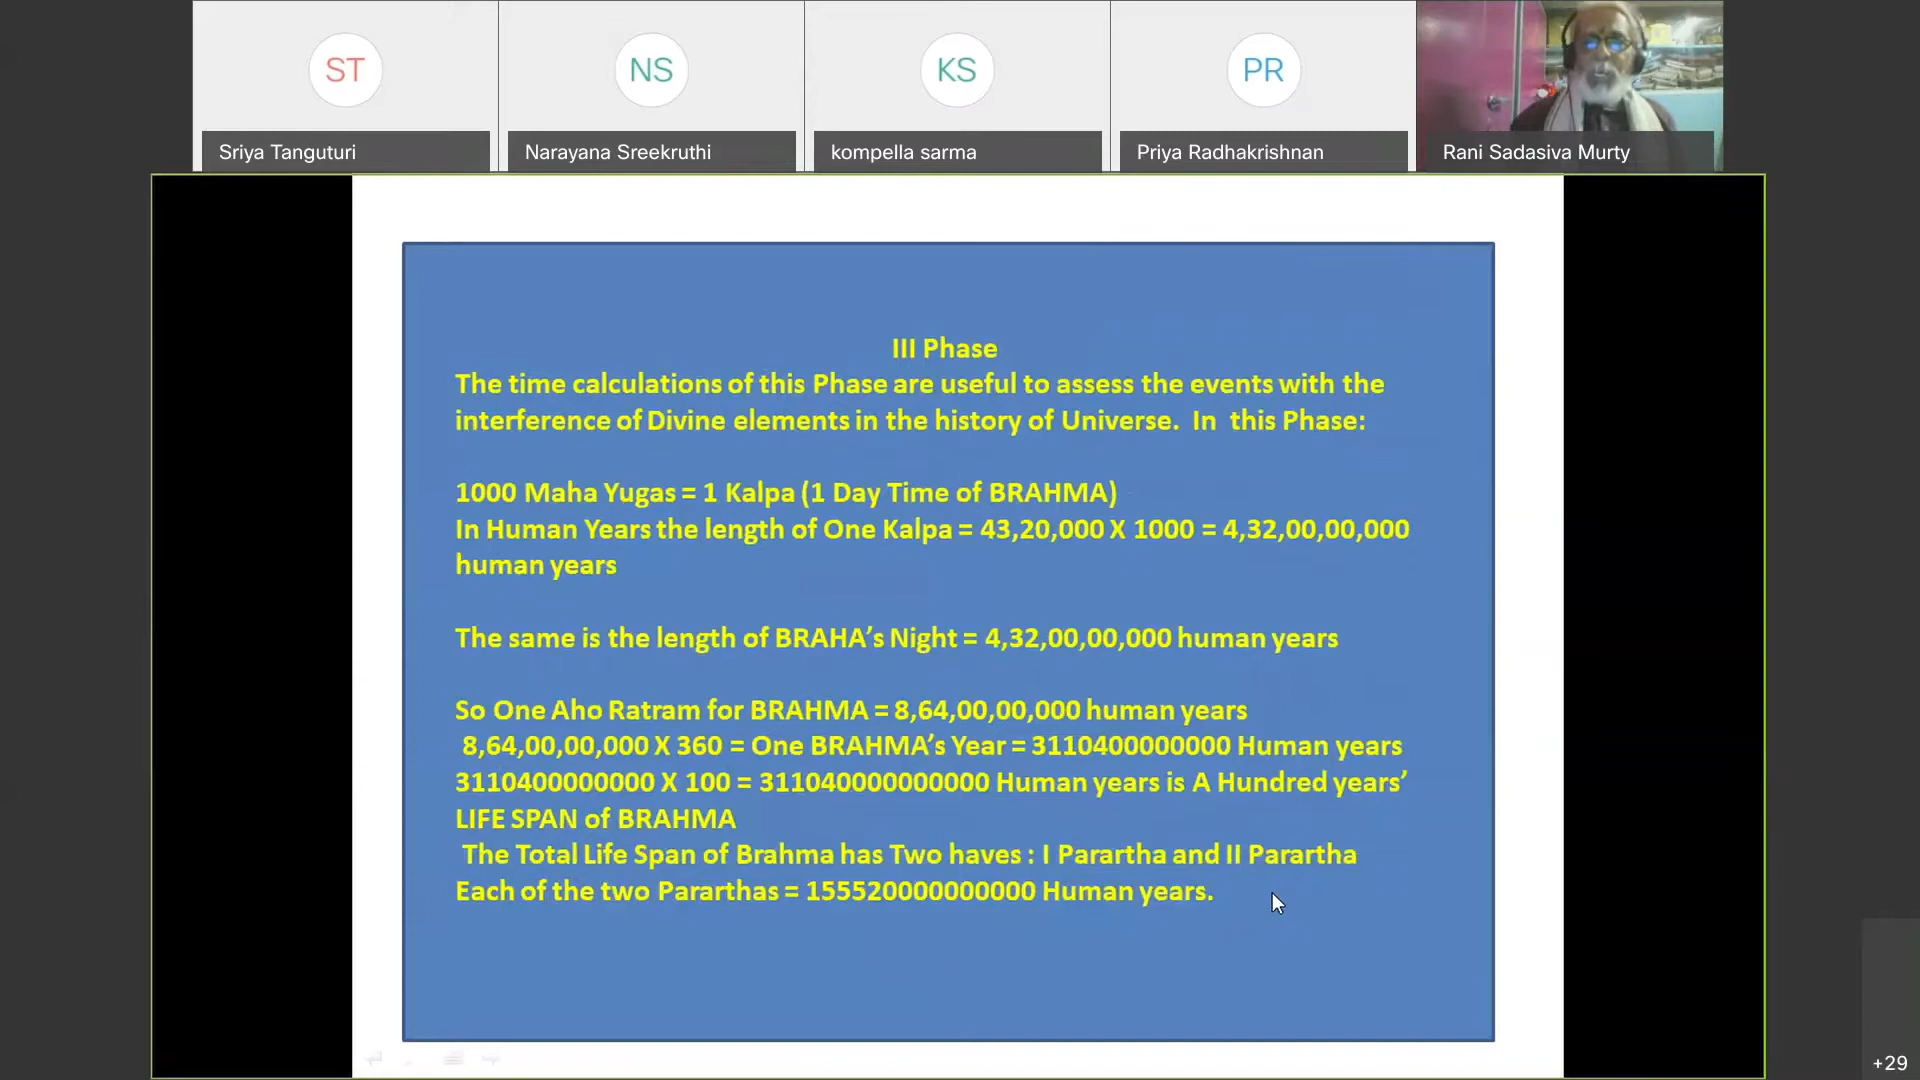 ST
NS
KS
PR
Sriya Tanguturi
Narayana Sreekruthi
kompella sarma
Priya Radhakrishnan
Rani Sadasiva Murty
III Phase
The time calculations of this Phase are useful to assess the events with the
interference of Divine elements in the history of Universe.  In  this Phase:
1000 Maha Yugas = 1 Kalpa (1 Day Time of BRAHMA)
In Human Years the length of One Kalpa = 43,20,000 X 1000 = 4,32,00,00,000
human years
The same is the length of BRAHA’s Night = 4,32,00,00,000 human years
So One Aho Ratram for BRAHMA = 8,64,00,00,000 human years
8,64,00,00,000 X 360 = One BRAHMA’s Year = 3110400000000 Human years
3110400000000 X 100 = 311040000000000 Human years is A Hundred years’
LIFE SPAN of BRAHMA
The Total Life Span of Brahma has Two haves : I Parartha and II Parartha
Each of the two Pararthas = 155520000000000 Human years.
+29